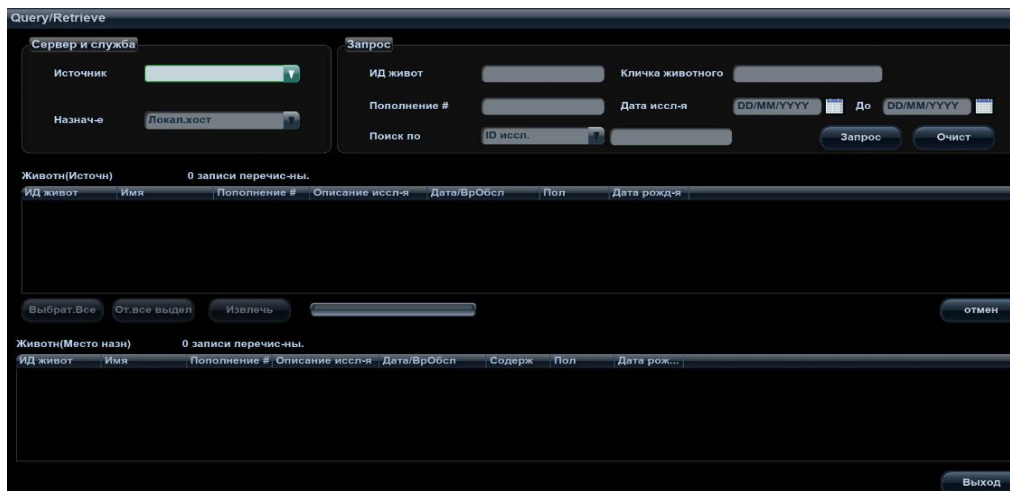 Query/Retrieve
Сервер и служба
Источник
Назнач-е
Локал.хост
Запрос
ИД живот
Кличка животного
Пополнение #
Дата иссл-я
DD/MM/YYYY
До
DD/MM/YYYY
Поиск по
ID иссл.
Запрос
Очист
Животн(Источн) 0 записи перечис-ны.
ИД живот Имя Пополнение # Описание иссл-я Дата/ВрОбсл Пол Дата рожд-я
Выбрат.Все От.все выдел Извлечь отмен
Животн(Место назн) 0 записи перечис-ны.
ИД живот Имя Пополнение # Описание иссл-я Дата/ВрОбсл Содерж Пол Дата рож...
Выход